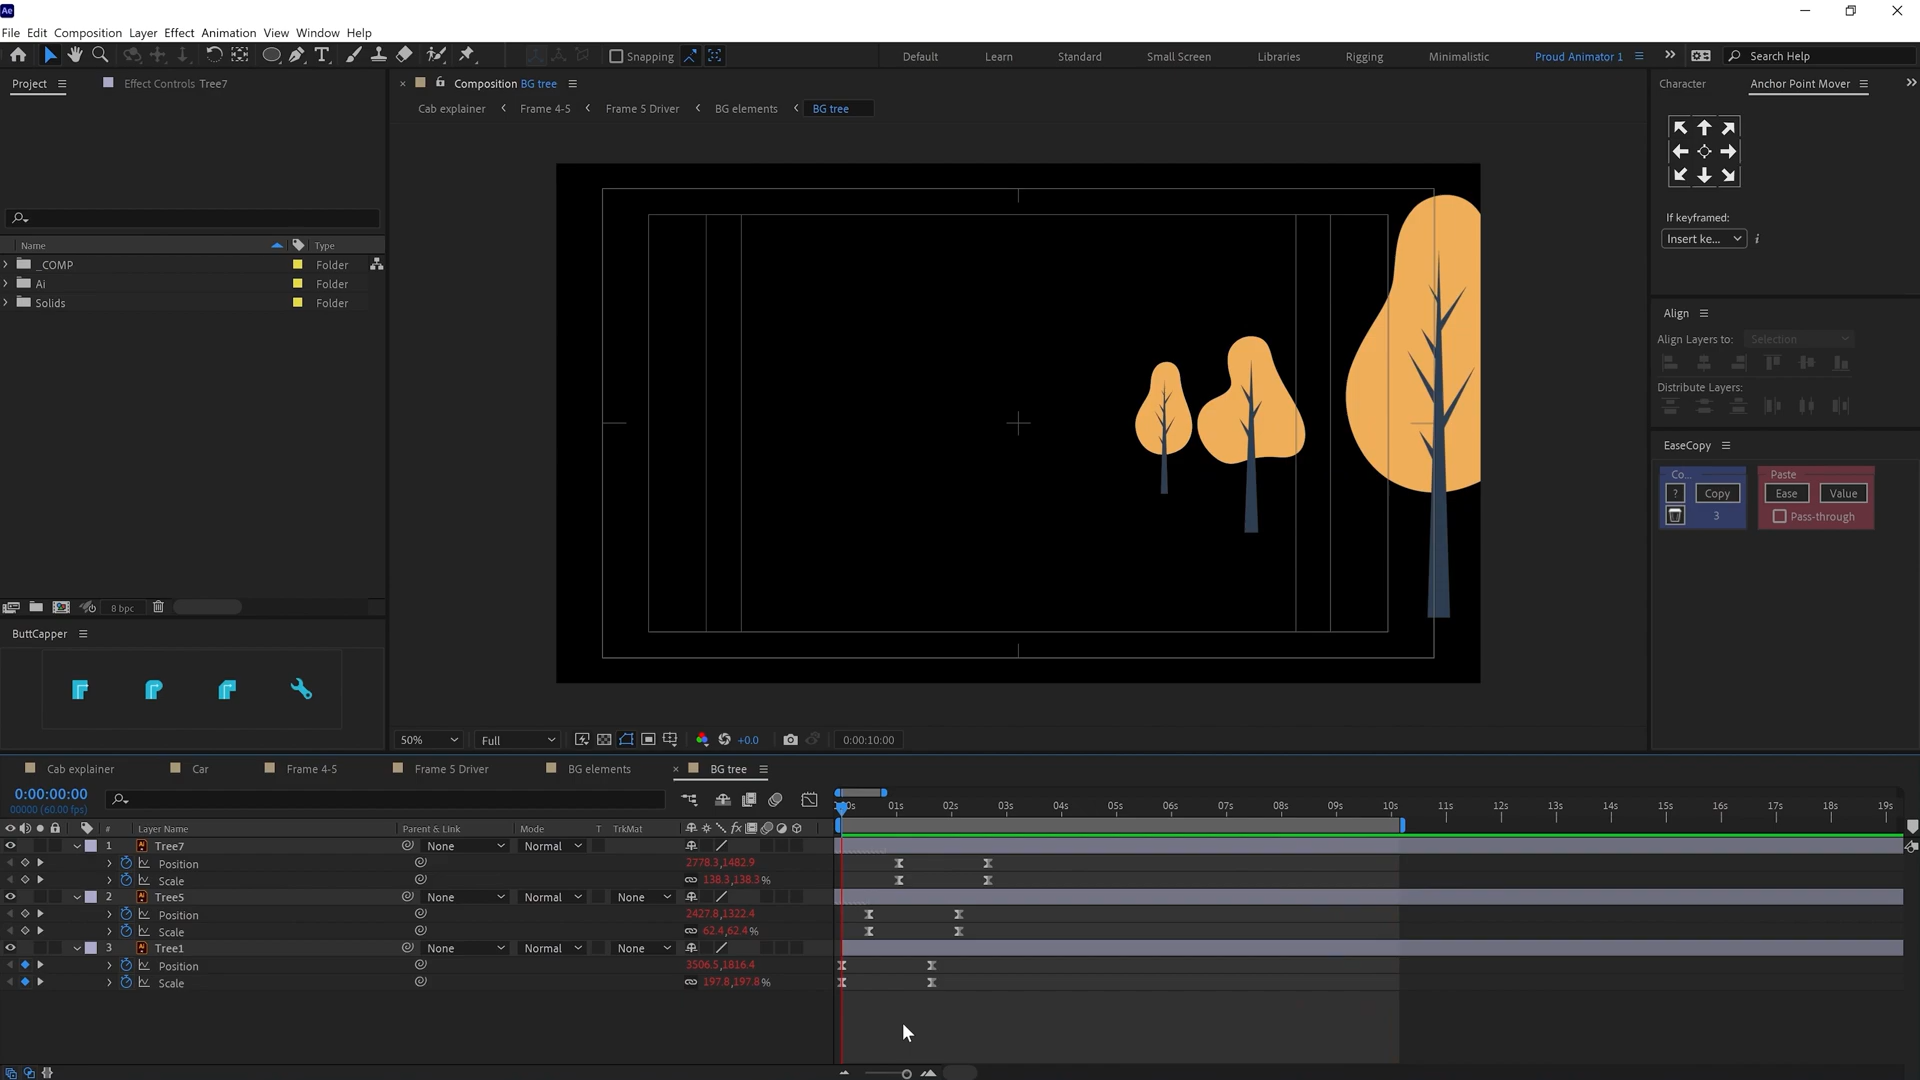 Ae
File Edit Composition Layer Effect Animation View Window Help
Snapping
Default Learn Standard Small Screen Libraries Rigging Minimalistic Proud Animator 1 Search Help
Project Effect Controls Tree7
Composition BG tree
Cab explainer Frame 4-5 Frame 5 Driver BG elements BG tree
Name Type
_COMP Folder
Ai Folder
Solids Folder
8 bpc
ButtCapper
50% Full +0.0 0:00:10:00
Character Anchor Point Mover
If keyframed:
Insert ke...
Align
Align Layers to: Selection
Distribute Layers:
EaseCopy
Co... Paste
? Copy Ease Value
3 Pass-through
Cab explainer Car Frame 4-5 Frame 5 Driver BG elements BG tree
0:00:00:00
00000 (60.00 fps)
01s 02s 03s 04s 05s 06s 07s 08s 09s 10s 11s 12s 13s 14s 15s 16s 17s 18s 19s
# Layer Name Parent & Link Mode T TrkMat
1 Tree7 None Normal
Position 2778.3,1482.9
Scale 138.3,138.3 %
2 Tree5 None Normal None
Position 2427.8,1322.4
Scale 62.4,62.4 %
3 Tree1 None Normal None
Position 3506.5,1816.4
Scale 197.8,197.8 %